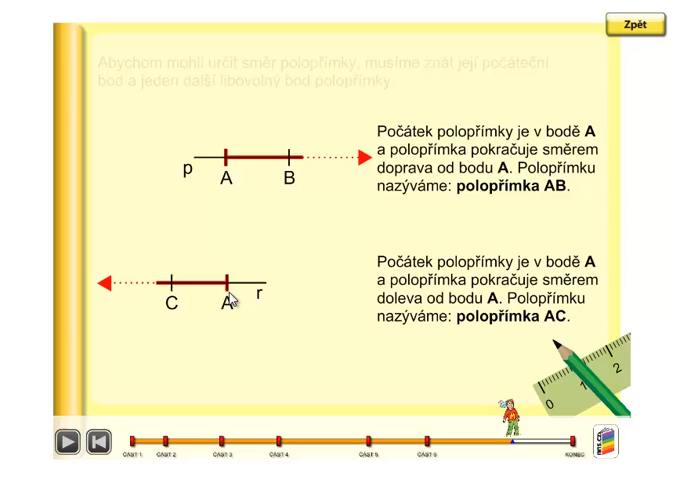 Zpět
Abychom mohli určit směr polopřímky, musíme znát její počáteční
bod a jeden další libovolný bod polopřímky.
Počátek polopřímky je v bodě A
a polopřímka pokračuje směrem
doprava od bodu A. Polopřímku
nazýváme: polopřímka AB.
p
A B
Počátek polopřímky je v bodě A
a polopřímka pokračuje směrem
doleva od bodu A. Polopřímku
nazýváme: polopřímka AC.
C A r
0 1 2
ČÁST 1 ČÁST 2 ČÁST 3 ČÁST 4 ČÁST 5 ČÁST 6 KONEC